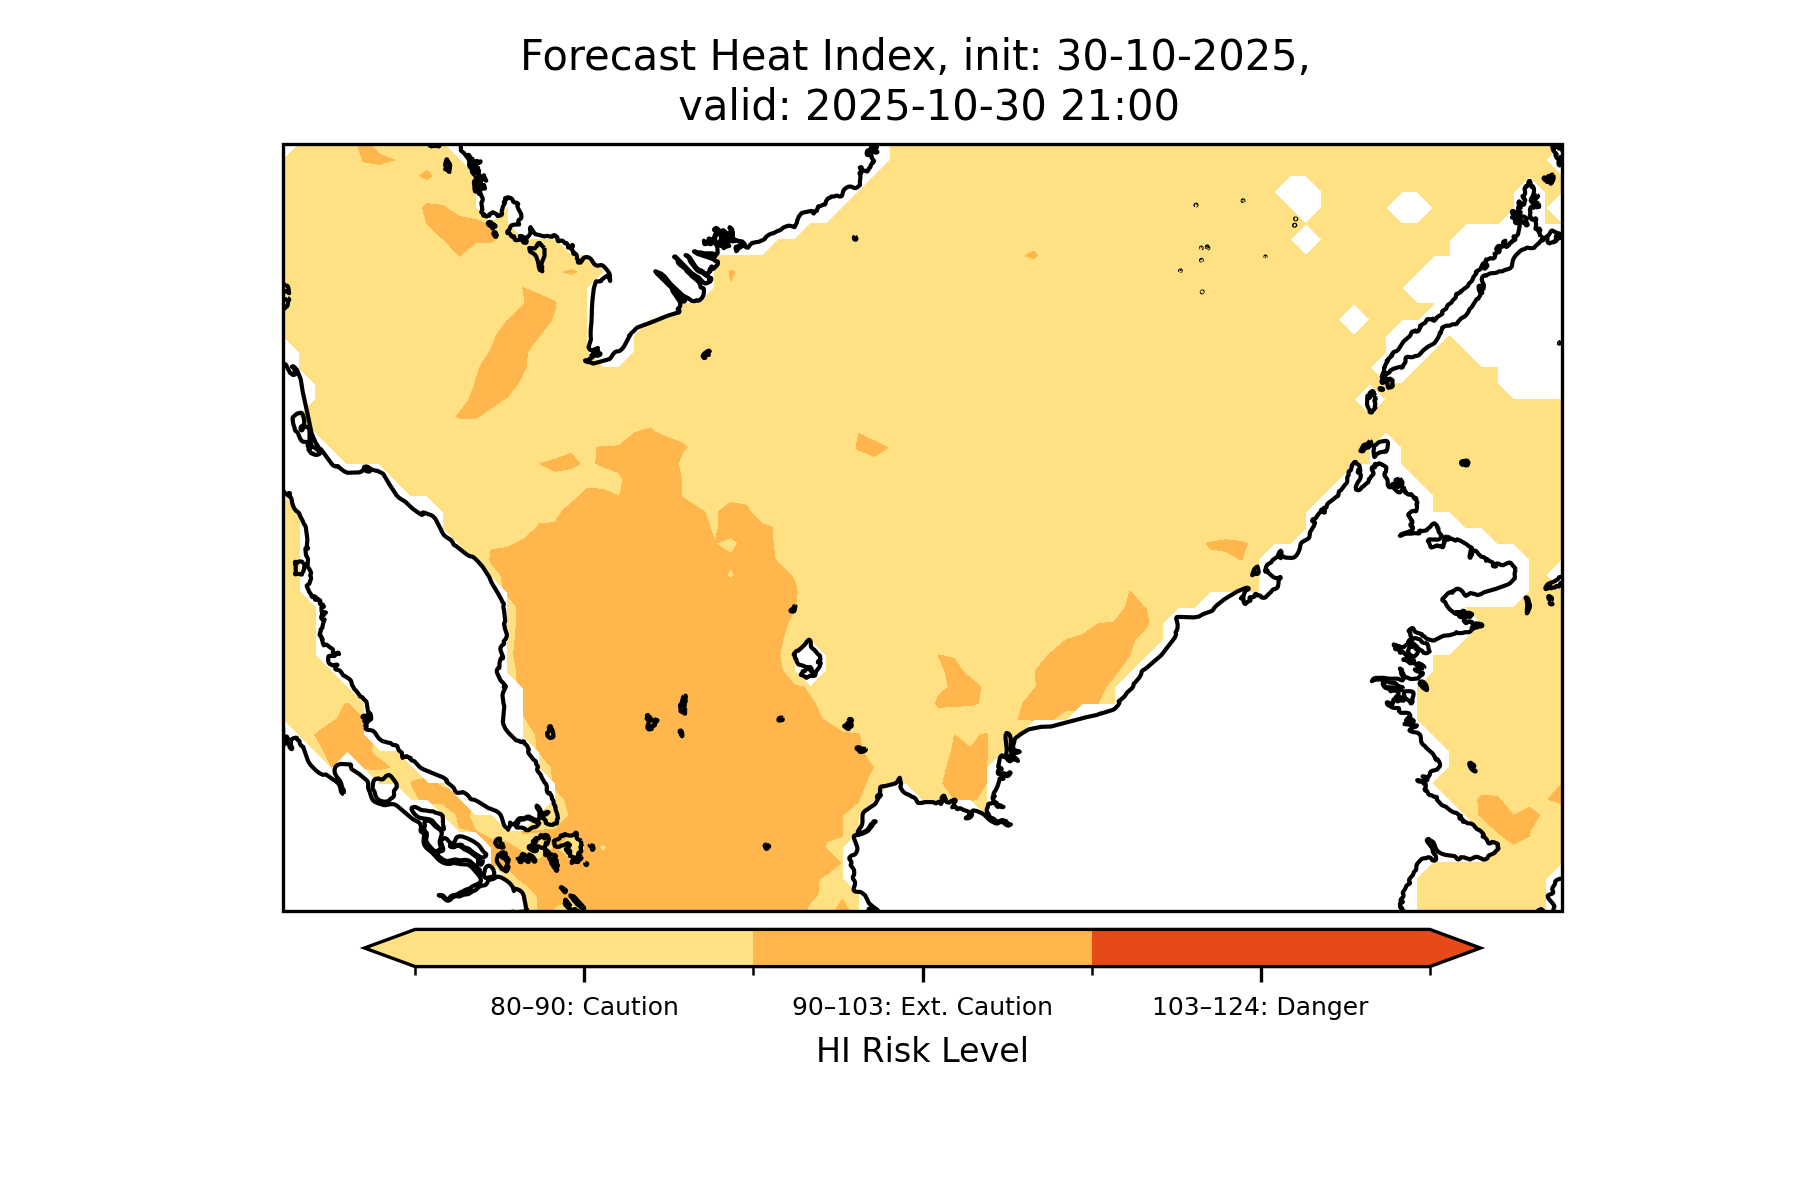 Forecast Heat Index, init: 30-10-2025,
valid: 2025-10-30 21:00
80–90: Caution
90–103: Ext. Caution
103–124: Danger
HI Risk Level